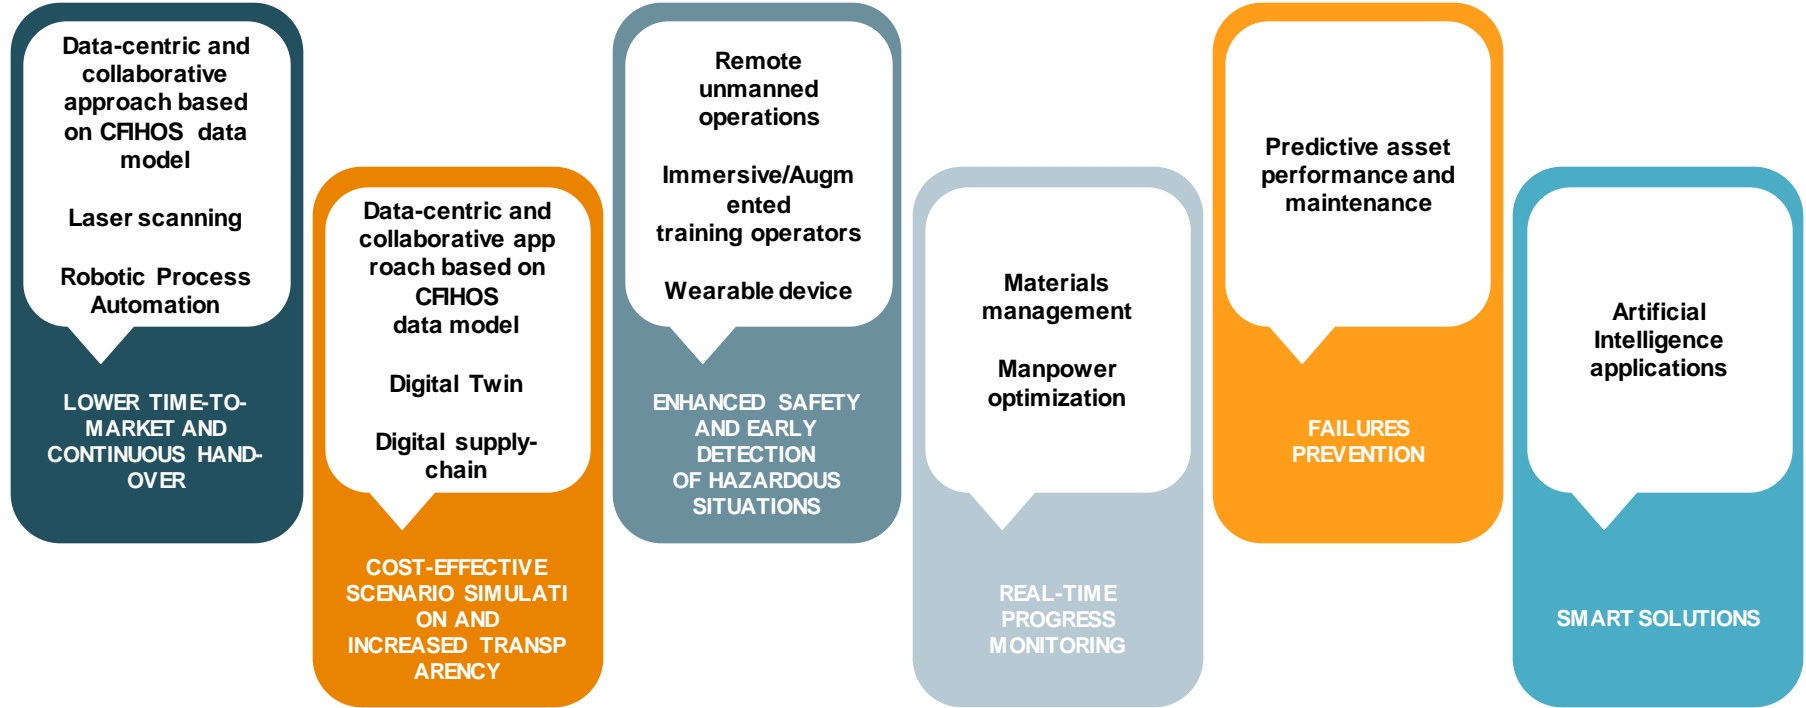 Data-centric and
collaborative
approach based
on CFIHOS data
model
Laser scanning
Robotic Process
Automation
LOWER TIME-TO-
MARKET AND
CONTINUOUS HAND-
OVER
Data-centric and
collaborative app
roach based on
CFIHOS
data model
Digital Twin
Digital supply-
chain
COST-EFFECTIVE
SCENARIO SIMULATI
ON AND
INCREASED TRANSP
ARENCY
Remote
unmanned
operations
Immersive/Augm
ented
training operators
Wearable device
ENHANCED SAFETY
AND EARLY
DETECTION
OF HAZARDOUS
SITUATIONS
Materials
management
Manpower
optimization
REAL-TIME
PROGRESS
MONITORING
Predictive asset
performance and
maintenance
FAILURES
PREVENTION
Artificial
Intelligence
applications
SMART SOLUTIONS